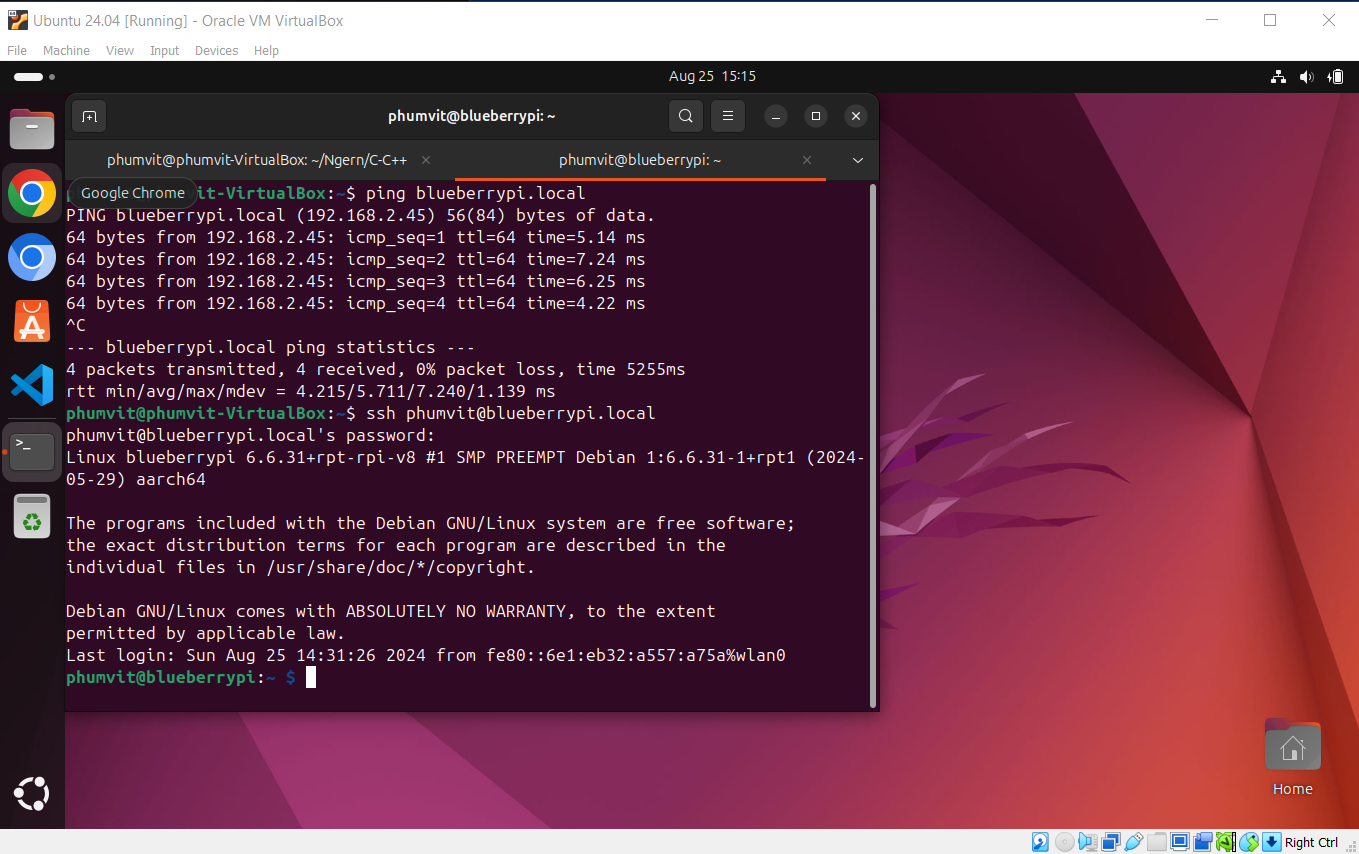 Ubuntu 24.04 [Running] - Oracle VM VirtualBox
File Machine View Input Devices Help
Aug 25 15:15
phumvit@blueberrypi: ~
phumvit@phumvit-VirtualBox: ~/Ngern/C-C++
phumvit@blueberrypi: ~
Google Chrome
vit-VirtualBox:~$ ping blueberrypi.local
PING blueberrypi.local (192.168.2.45) 56(84) bytes of data.
64 bytes from 192.168.2.45: icmp_seq=1 ttl=64 time=5.14 ms
64 bytes from 192.168.2.45: icmp_seq=2 ttl=64 time=7.24 ms
64 bytes from 192.168.2.45: icmp_seq=3 ttl=64 time=6.25 ms
64 bytes from 192.168.2.45: icmp_seq=4 ttl=64 time=4.22 ms
^C
--- blueberrypi.local ping statistics ---
4 packets transmitted, 4 received, 0% packet loss, time 5255ms
rtt min/avg/max/mdev = 4.215/5.711/7.240/1.139 ms
phumvit@phumvit-VirtualBox:~$ ssh phumvit@blueberrypi.local
phumvit@blueberrypi.local's password:
Linux blueberrypi 6.6.31+rpt-rpi-v8 #1 SMP PREEMPT Debian 1:6.6.31-1+rpt1 (2024-
05-29) aarch64
The programs included with the Debian GNU/Linux system are free software;
the exact distribution terms for each program are described in the
individual files in /usr/share/doc/*/copyright.
Debian GNU/Linux comes with ABSOLUTELY NO WARRANTY, to the extent
permitted by applicable law.
Last login: Sun Aug 25 14:31:26 2024 from fe80::6e1:eb32:a557:a75a%wlan0
phumvit@blueberrypi:~ $
Home
Right Ctrl